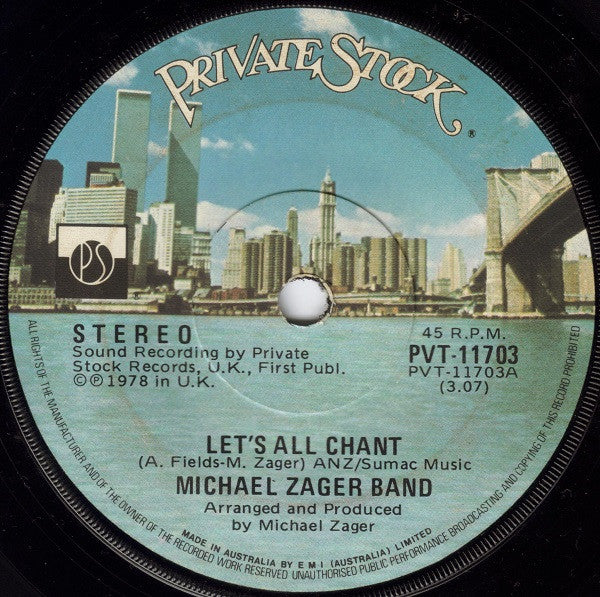 PRIVATE STOCK ®
PS
STEREO
Sound Recording by Private
Stock Records, U.K., First Publ.
©℗1978 in U.K.
45 R.P.M.
PVT-11703
PVT-11703A
(3.07)
LET'S ALL CHANT
(A. Fields-M. Zager) ANZ/Sumac Music
MICHAEL ZAGER BAND
Arranged and Produced
by Michael Zager
MADE IN AUSTRALIA BY EMI (AUSTRALIA) LIMITED
ALL RIGHTS OF THE MANUFACTURER AND OF THE OWNER OF THE RECORDED WORK RESERVED UNAUTHORISED PUBLIC PERFORMANCE BROADCASTING AND COPYING OF THIS RECORD PROHIBITED